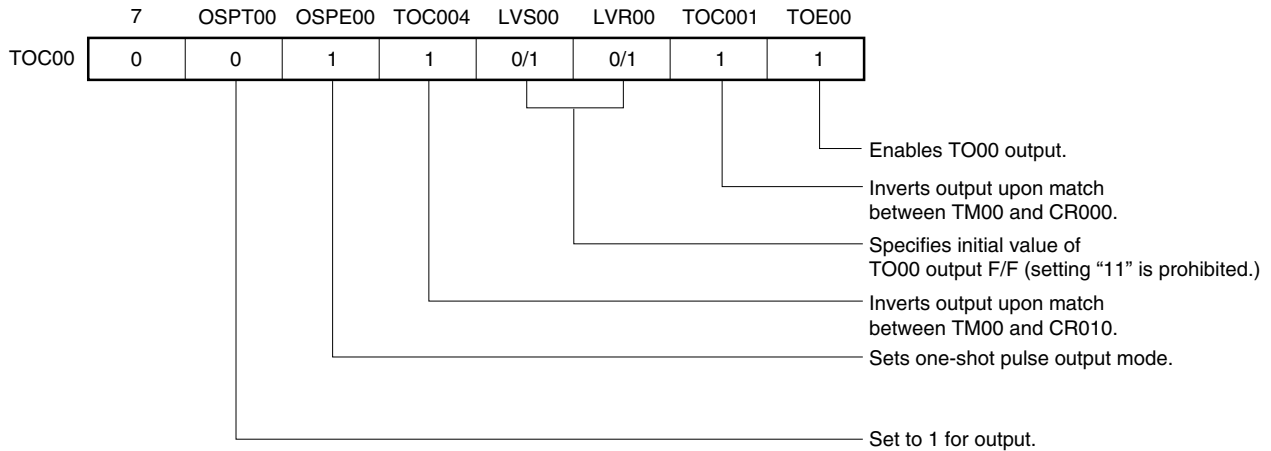 7 OSPT00 OSPE00 TOC004 LVS00 LVR00 TOC001 TOE00
TOC00 0 0 1 1 0/1 0/1 1 1
Enables TO00 output.
Inverts output upon match
between TM00 and CR000.
Specifies initial value of
TO00 output F/F (setting “11” is prohibited.)
Inverts output upon match
between TM00 and CR010.
Sets one-shot pulse output mode.
Set to 1 for output.